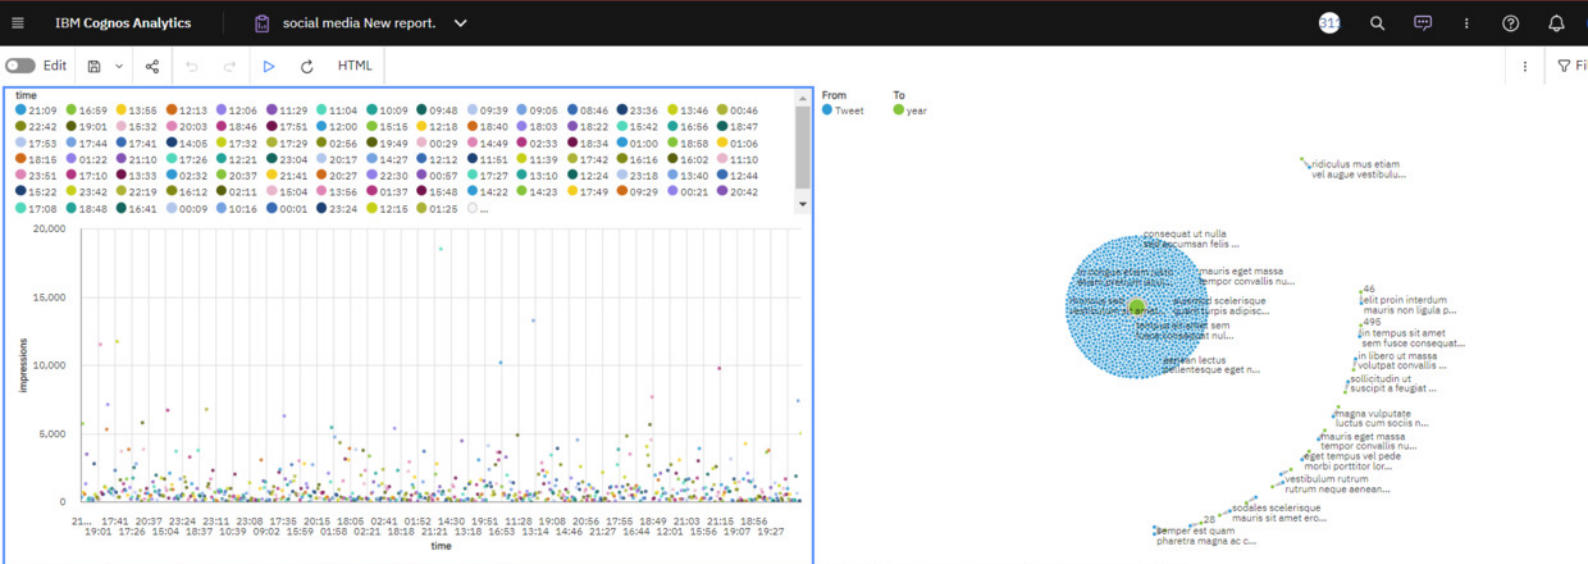 IBM Cognos Analytics social media New report.
Edit HTML Fi
time
21:09 16:59 13:55 12:13 12:06 11:29 11:04 10:09 09:48 09:39 09:05 08:46 23:36 13:46 00:46
22:42 19:01 15:32 20:03 18:46 17:51 12:00 15:15 12:18 18:40 18:03 18:22 15:42 16:56 18:47
17:53 17:44 17:41 14:05 17:32 17:29 02:56 19:49 00:29 14:49 02:33 18:34 01:00 18:58 01:06
18:15 01:22 21:10 17:26 12:21 23:04 20:17 14:27 12:12 11:51 11:39 17:42 16:16 16:02 11:10
23:51 17:10 13:33 02:32 20:37 21:41 20:27 22:30 00:57 17:27 13:10 12:24 23:18 13:40 12:44
15:22 23:42 22:19 16:12 02:11 15:04 13:56 01:37 15:48 14:22 14:23 17:49 09:29 00:21 20:42
17:08 18:48 16:41 00:09 10:16 00:01 23:24 12:15 01:25 ...
20,000
15,000
10,000
5,000
0
impressions
21... 17:41 20:37 23:24 23:11 23:08 17:35 20:15 18:05 02:41 01:52 14:30 19:51 11:28 19:08 20:56 17:55 18:49 21:03 21:15 18:56
19:01 17:26 15:04 18:37 10:39 09:02 15:59 01:58 02:21 18:18 21:21 13:18 16:53 13:14 14:46 21:27 16:44 12:01 15:56 19:07 19:27
time
From To
Tweet year
ridiculus mus etiam
vel augue vestibulu...
consequat ut nulla
sed accumsan felis ...
mauris eget massa
tempor convallis nu...
euismod scelerisque
quam turpis adipisc...
tempus sit amet sem
fusce consequat nul...
aenean lectus
pellentesque eget n...
46
elit proin interdum
mauris non ligula p...
495
in tempus sit amet
sem fusce consequat...
in libero ut massa
volutpat convallis ...
sollicitudin ut
suscipit a feugiat ...
magna vulputate
luctus cum sociis n...
mauris eget massa
tempor convallis nu...
eget tempus vel pede
morbi porttitor lor...
vestibulum rutrum
rutrum neque aenean...
sodales scelerisque
mauris sit amet ero...
28
semper est quam
pharetra magna ac c...